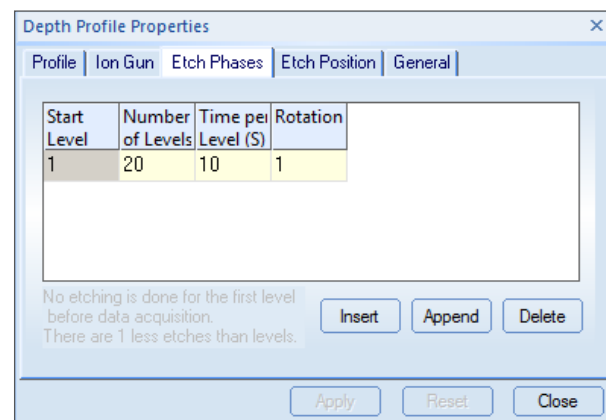 Depth Profile Properties
Profile Ion Gun Etch Phases Etch Position General
Start Number Time per Rotation
Level of Levels Level (S)
1 20 10 1
No etching is done for the first level
before data acquisition.
There are 1 less etches than levels.
Insert Append Delete
Apply Reset Close